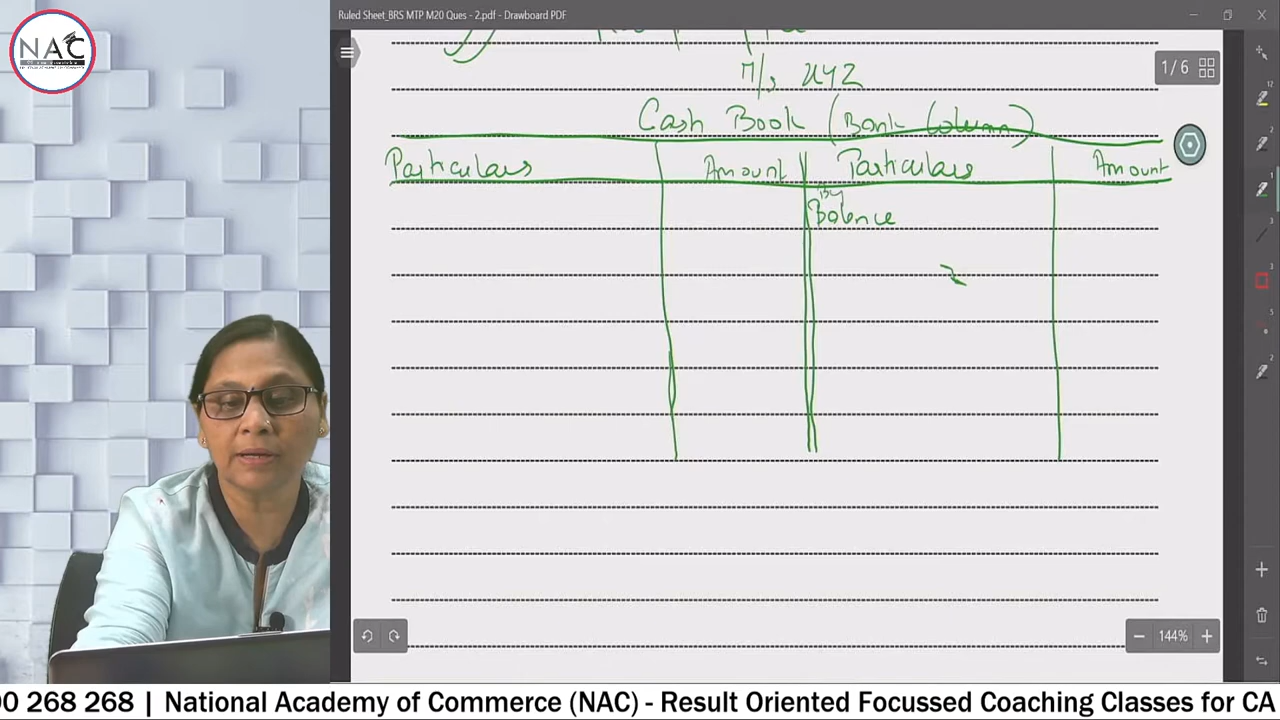 Ruled Sheet_BRS MTP M20 Ques - 2.pdf - Drawboard PDF
NAC
M/s XYZ
1 / 6
Cash Book (Bank Column)
Particulars Amount Particulars Amount
By
Balance
144%
00 268 268 | National Academy of Commerce (NAC) - Result Oriented Focussed Coaching Classes for CA